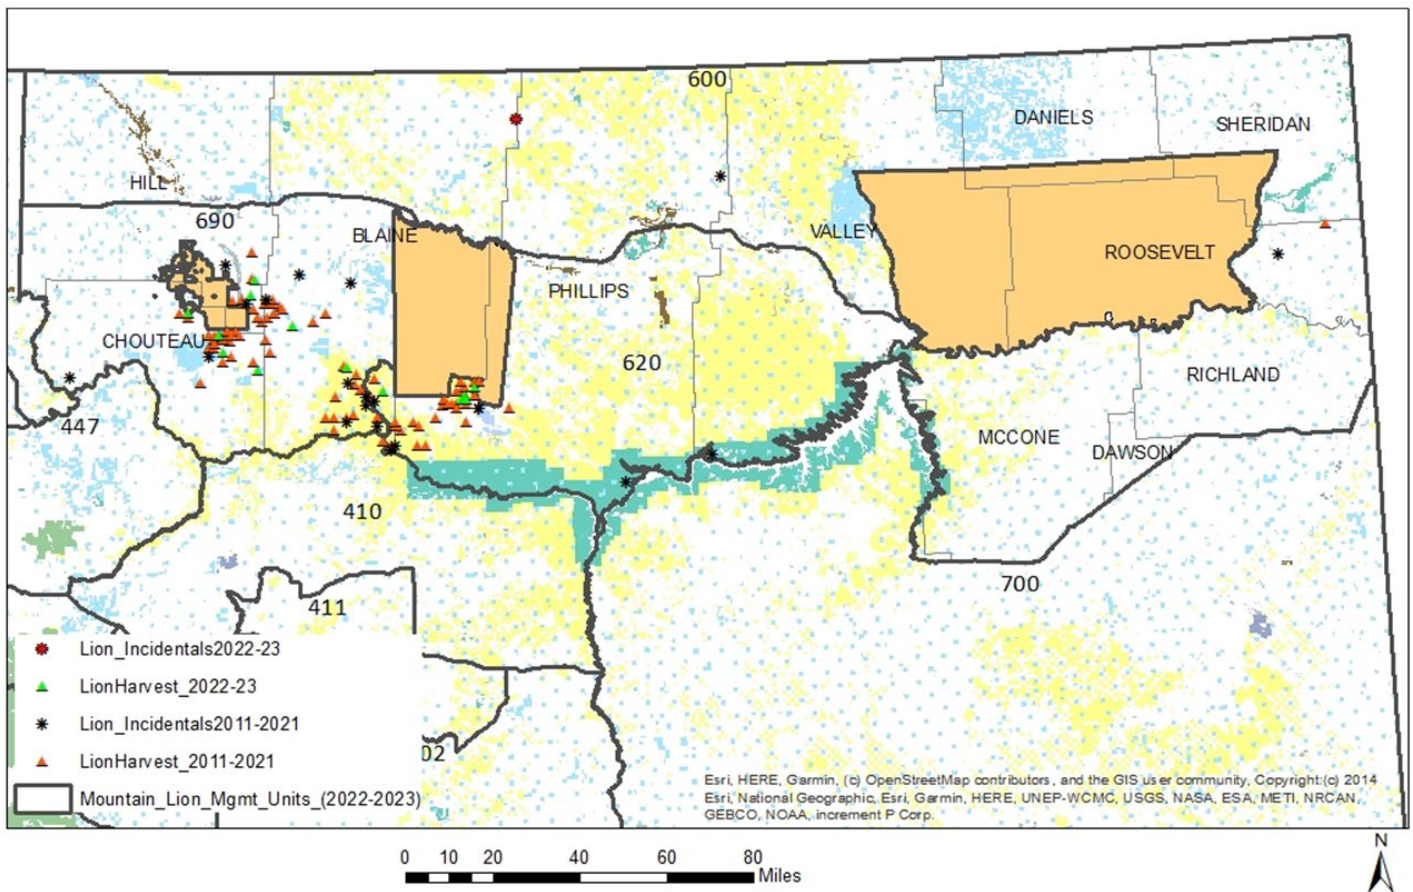 600
DANIELS
SHERIDAN
HILL
690
BLAINE
VALLEY
ROOSEVELT
PHILLIPS
CHOUTEAU
620
RICHLAND
447
MCCONE
DAWSON
410
700
411
Lion_Incidentals2022-23
LionHarvest_2022-23
Lion_Incidentals2011-2021
02
LionHarvest_2011-2021
Mountain_Lion_Mgmt_Units_(2022-2023)
Esri, HERE, Garmin, (c) OpenStreetMap contributors, and the GIS user community, Copyright:(c) 2014
Esri, National Geographic, Esri, Garmin, HERE, UNEP-WCMC, USGS, NASA, ESA, METI, NRCAN,
GEBCO, NOAA, increment P Corp.
N
0 10 20 40 60 80
Miles